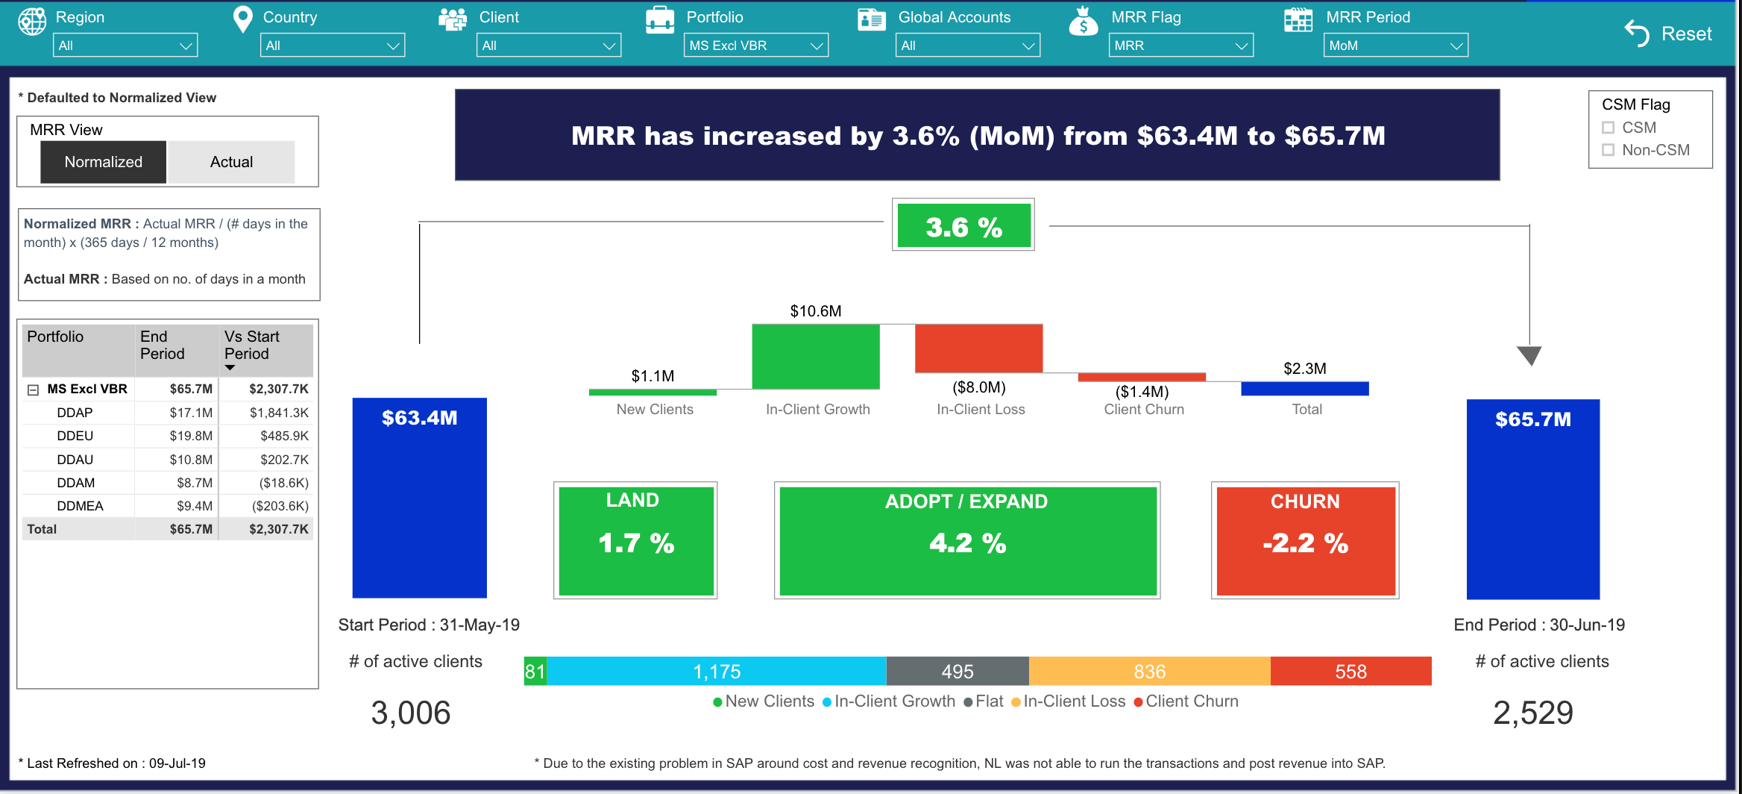 Region
All
Country
All
Client
All
Portfolio
MS Excl VBR
Global Accounts
All
MRR Flag
MRR
MRR Period
MoM
Reset
* Defaulted to Normalized View
MRR View
Normalized
Actual
MRR has increased by 3.6% (MoM) from $63.4M to $65.7M
CSM Flag
CSM
Non-CSM
Normalized MRR : Actual MRR / (# days in the
month) x (365 days / 12 months)
Actual MRR : Based on no. of days in a month
Portfolio End Period Vs Start Period
MS Excl VBR $65.7M $2,307.7K
DDAP $17.1M $1,841.3K
DDEU $19.8M $485.9K
DDAU $10.8M $202.7K
DDAM $8.7M ($18.6K)
DDMEA $9.4M ($203.6K)
Total $65.7M $2,307.7K
3.6 %
$63.4M
$1.1M
$10.6M
($8.0M)
($1.4M)
$2.3M
New Clients
In-Client Growth
In-Client Loss
Client Churn
Total
$65.7M
LAND
1.7 %
ADOPT / EXPAND
4.2 %
CHURN
-2.2 %
Start Period : 31-May-19
# of active clients
3,006
81 1,175 495 836 558
New Clients In-Client Growth Flat In-Client Loss Client Churn
End Period : 30-Jun-19
# of active clients
2,529
* Last Refreshed on : 09-Jul-19
* Due to the existing problem in SAP around cost and revenue recognition, NL was not able to run the transactions and post revenue into SAP.